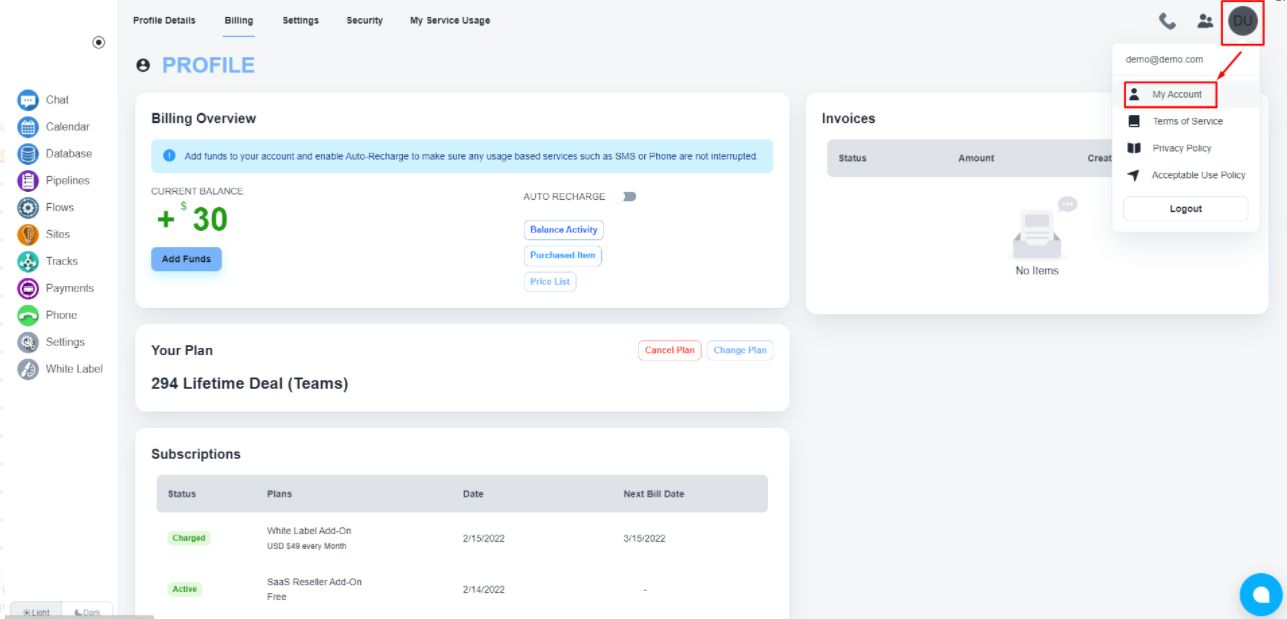 Profile Details
Billing
Settings
Security
My Service Usage
DU
demo@demo.com
My Account
Terms of Service
Privacy Policy
Acceptable Use Policy
Logout
Chat
Calendar
Database
Pipelines
Flows
Sites
Tracks
Payments
Phone
Settings
White Label
Light
Dark
PROFILE
Billing Overview
Add funds to your account and enable Auto-Recharge to make sure any usage based services such as SMS or Phone are not interrupted.
CURRENT BALANCE
+ $ 30
Add Funds
AUTO RECHARGE
Balance Activity
Purchased Item
Price List
Invoices
Status Amount Creat
No Items
Your Plan
Cancel Plan
Change Plan
294 Lifetime Deal (Teams)
Subscriptions
Status Plans Date Next Bill Date
Charged White Label Add-On 2/15/2022 3/15/2022
USD $49 every Month
Active SaaS Reseller Add-On 2/14/2022 -
Free